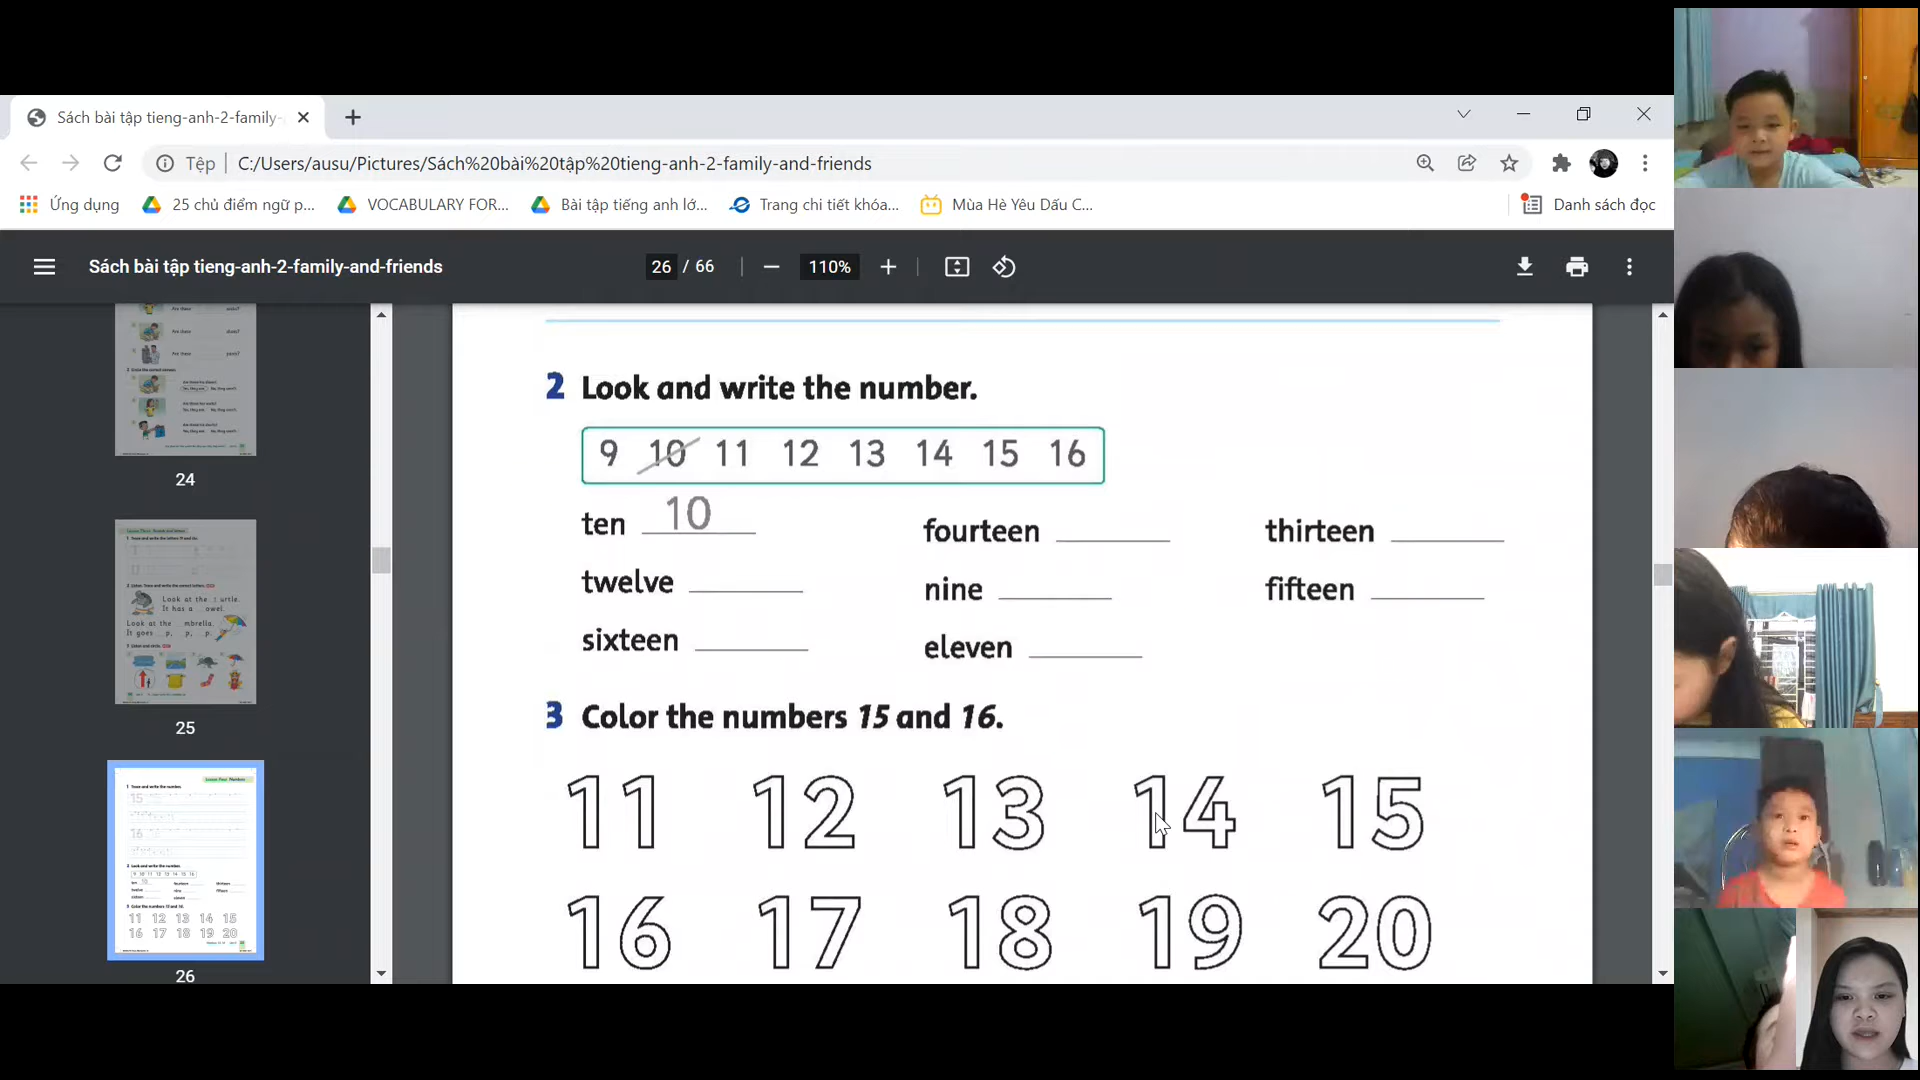 Sách bài tập tieng-anh-2-family-
Tệp C:/Users/ausu/Pictures/Sách%20bài%20tập%20tieng-anh-2-family-and-friends
Ứng dụng 25 chủ điểm ngữ p... VOCABULARY FOR... Bài tập tiếng anh lớ... Trang chi tiết khóa... Mùa Hè Yêu Dấu C... Danh sách đọc
Sách bài tập tieng-anh-2-family-and-friends 26 / 66 110%
24
25
26
2 Look and write the number.
9 10 11 12 13 14 15 16
ten 10 fourteen thirteen
twelve nine fifteen
sixteen eleven
3 Color the numbers 15 and 16.
11 12 13 14 15
16 17 18 19 20